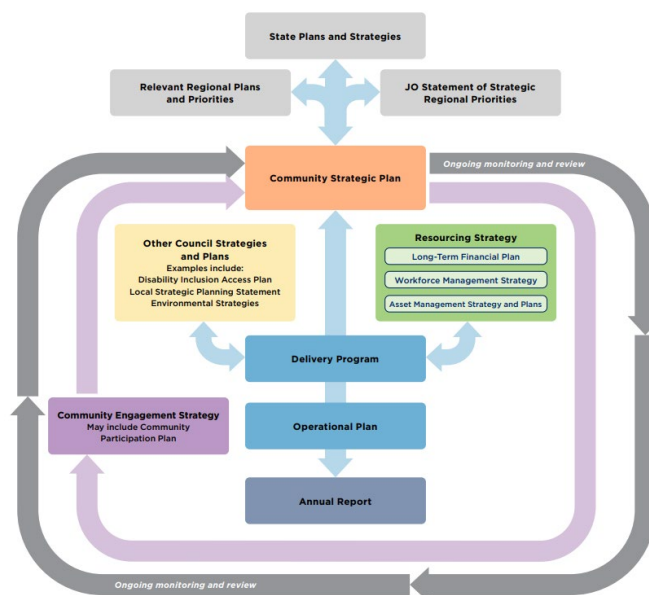 State Plans and Strategies
Relevant Regional Plans
and Priorities
JO Statement of Strategic
Regional Priorities
Community Strategic Plan
Ongoing monitoring and review
Other Council Strategies
and Plans
Examples include:
Disability Inclusion Access Plan
Local Strategic Planning Statement
Environmental Strategies
Resourcing Strategy
Long-Term Financial Plan
Workforce Management Strategy
Asset Management Strategy and Plans
Delivery Program
Community Engagement Strategy
May include Community
Participation Plan
Operational Plan
Annual Report
Ongoing monitoring and review